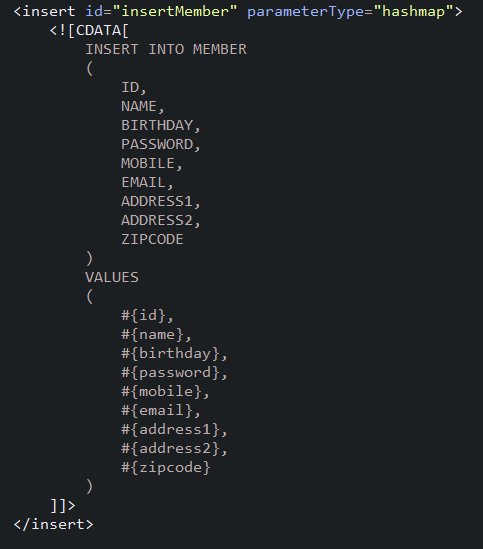 <insert id="insertMember" parameterType="hashmap">
<![CDATA[
INSERT INTO MEMBER
(
ID,
NAME,
BIRTHDAY,
PASSWORD,
MOBILE,
EMAIL,
ADDRESS1,
ADDRESS2,
ZIPCODE
)
VALUES
(
#{id},
#{name},
#{birthday},
#{password},
#{mobile},
#{email},
#{address1},
#{address2},
#{zipcode}
)
]]>
</insert>